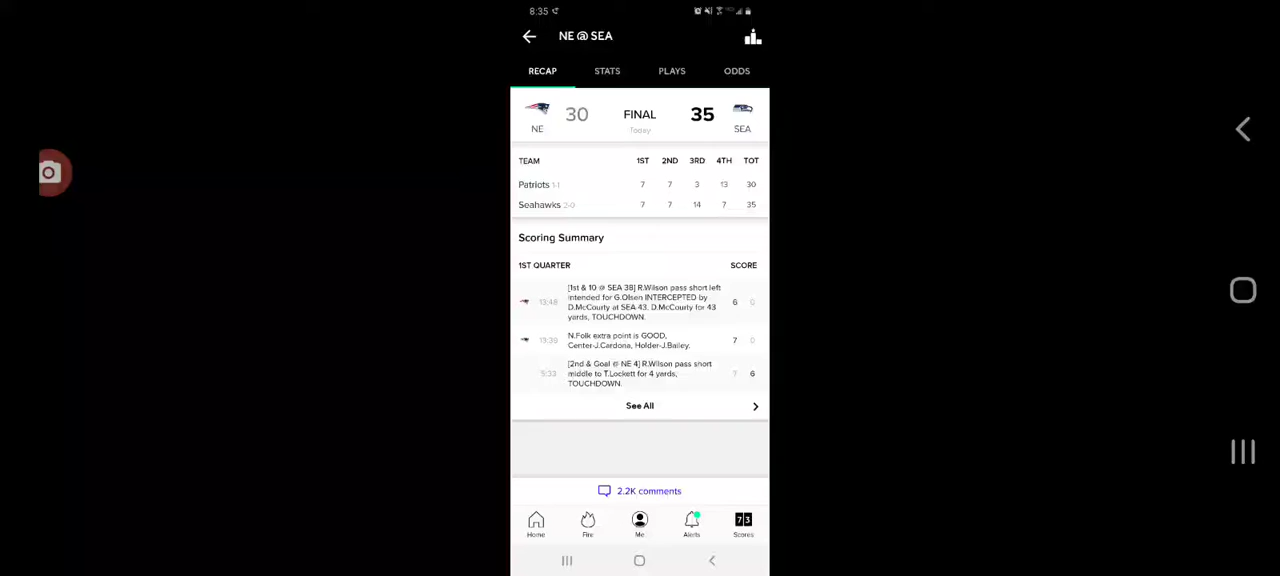 8:35
NE @ SEA
RECAP STATS PLAYS ODDS
30 FINAL 35
NE Today SEA
TEAM 1ST 2ND 3RD 4TH TOT
Patriots 1-1 7 7 3 13 30
Seahawks 2-0 7 7 14 7 35
Scoring Summary
1ST QUARTER SCORE
[1st & 10 @ SEA 38] R.Wilson pass short left
intended for G.Olsen INTERCEPTED by
13:48 D.McCourty at SEA 43. D.McCourty for 43 6 0
yards, TOUCHDOWN.
N.Folk extra point is GOOD,
13:39 Center-J.Cardona, Holder-J.Bailey. 7 0
[2nd & Goal @ NE 4] R.Wilson pass short
5:33 middle to T.Lockett for 4 yards, 7 6
TOUCHDOWN.
See All
2.2K comments
7 3
Home Fire Me Alerts Scores